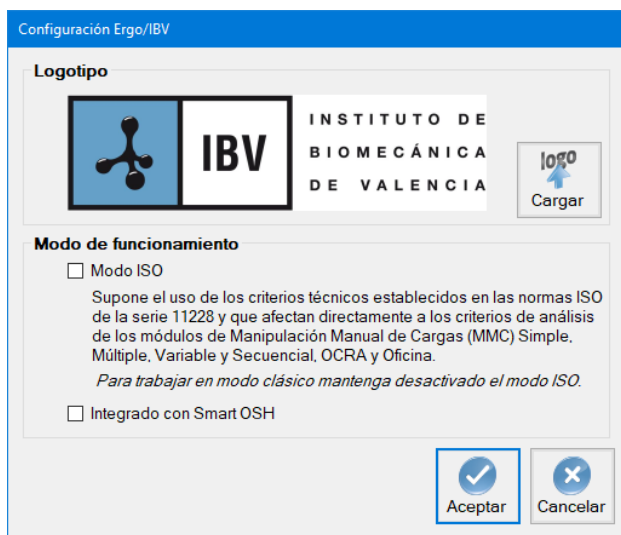 Configuración Ergo/IBV
Logotipo
IBV
INSTITUTO DE
BIOMECÁNICA
DE VALENCIA
logo
Cargar
Modo de funcionamiento
Modo ISO
Supone el uso de los criterios técnicos establecidos en las normas ISO
de la serie 11228 y que afectan directamente a los criterios de análisis
de los módulos de Manipulación Manual de Cargas (MMC) Simple,
Múltiple, Variable y Secuencial, OCRA y Oficina.
Para trabajar en modo clásico mantenga desactivado el modo ISO.
Integrado con Smart OSH
Aceptar
Cancelar